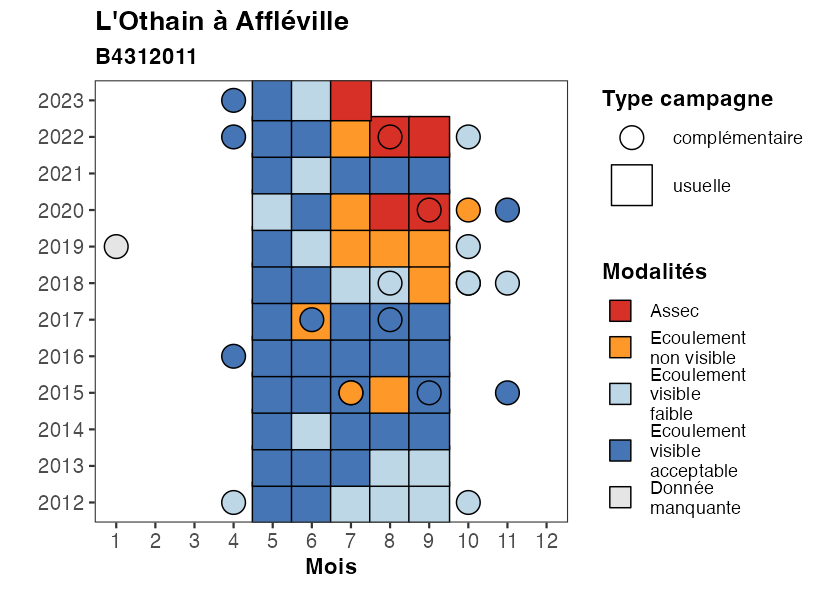 L'Othain à Affléville
B4312011
2023
2022
2021
2020
2019
2018
2017
2016
2015
2014
2013
2012
1 2 3 4 5 6 7 8 9 10 11 12
Mois
Type campagne
complémentaire
usuelle
Modalités
Assec
Ecoulement
non visible
Ecoulement
visible
faible
Ecoulement
visible
acceptable
Donnée
manquante